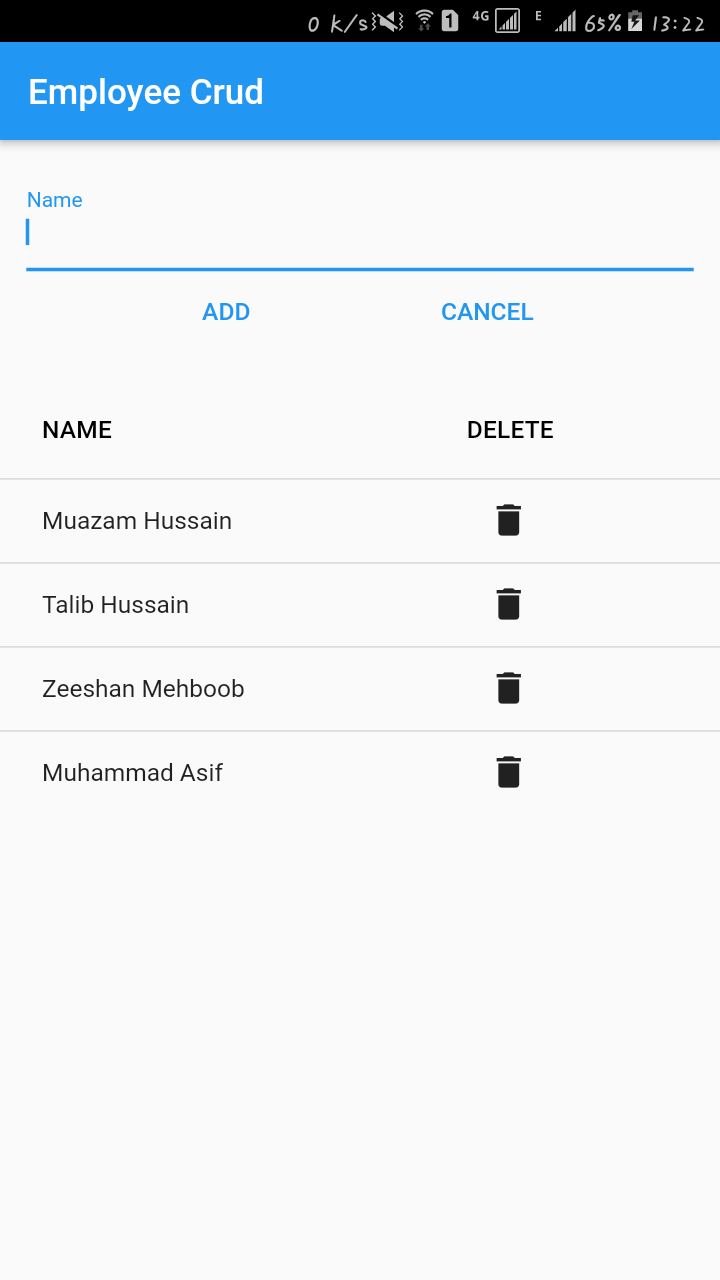 0 k/s 1 4G E 65% 13:22
Employee Crud
Name
ADD CANCEL
NAME DELETE
Muazam Hussain
Talib Hussain
Zeeshan Mehboob
Muhammad Asif